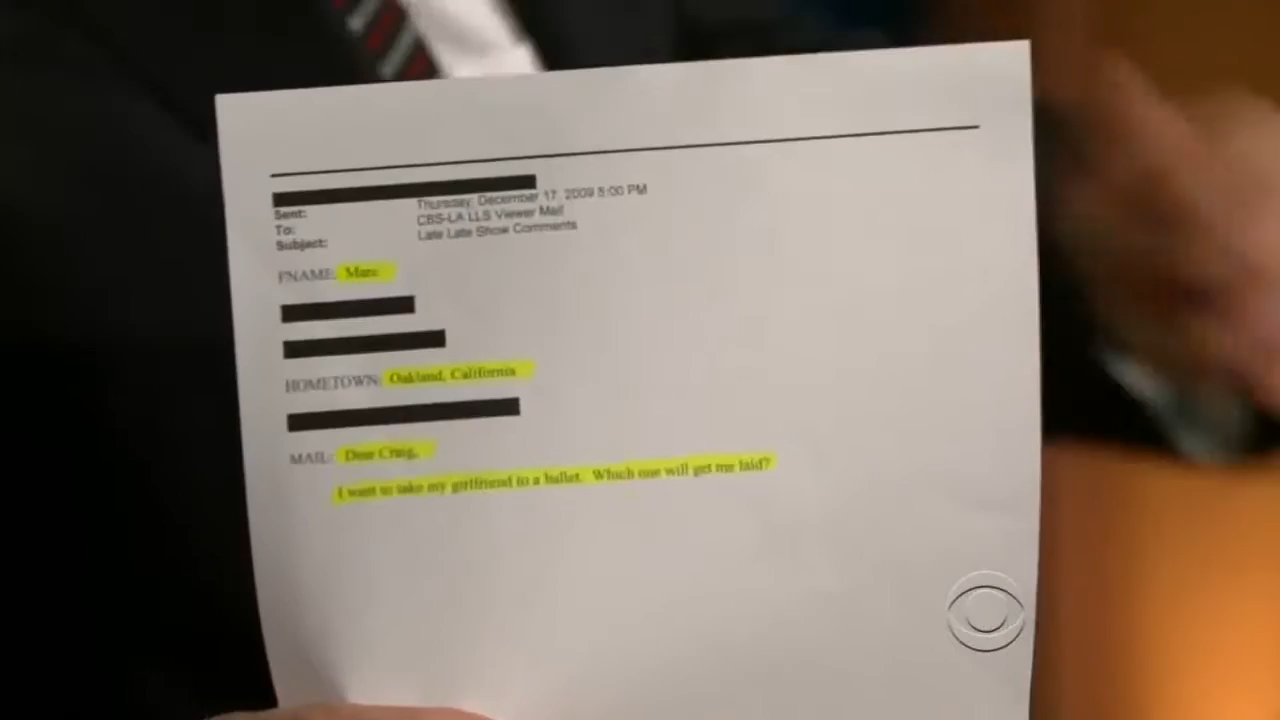 Sent: Thursday, December 17, 2009 5:00 PM
To: CBS-LA LLS Viewer Mail
Subject: Late Late Show Comments
FNAME: Marc
HOMETOWN: Oakland, California
MAIL: Dear Craig,
I want to take my girlfriend to a ballet. Which one will get me laid?